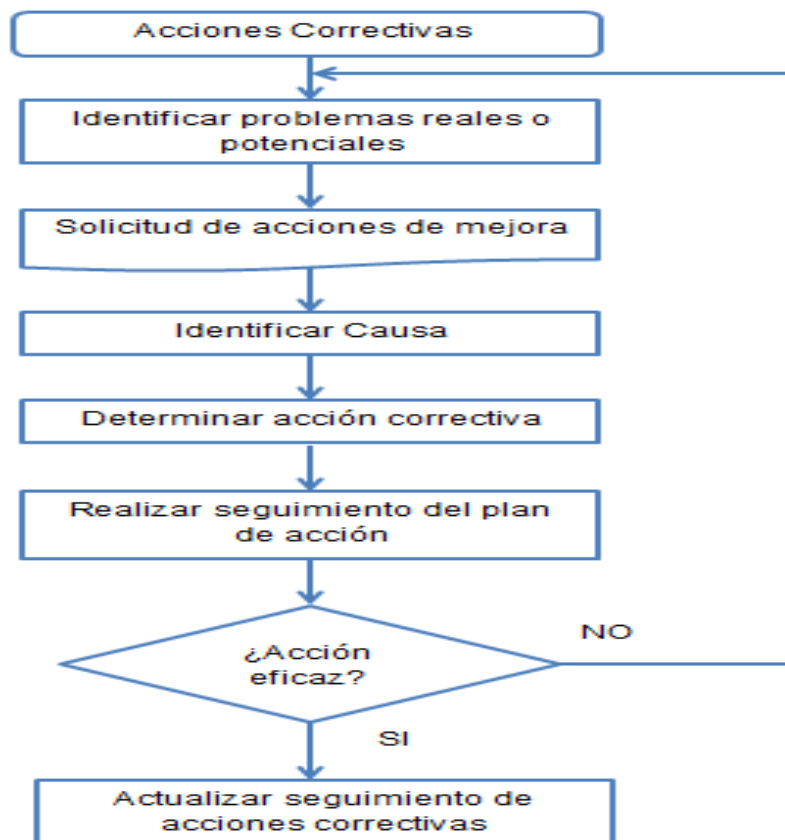 Acciones Correctivas
Identificar problemas reales o
potenciales
Solicitud de acciones de mejora
Identificar Causa
Determinar acción correctiva
Realizar seguimiento del plan
de acción
¿Acción
eficaz?
NO
SI
Actualizar seguimiento de
acciones correctivas